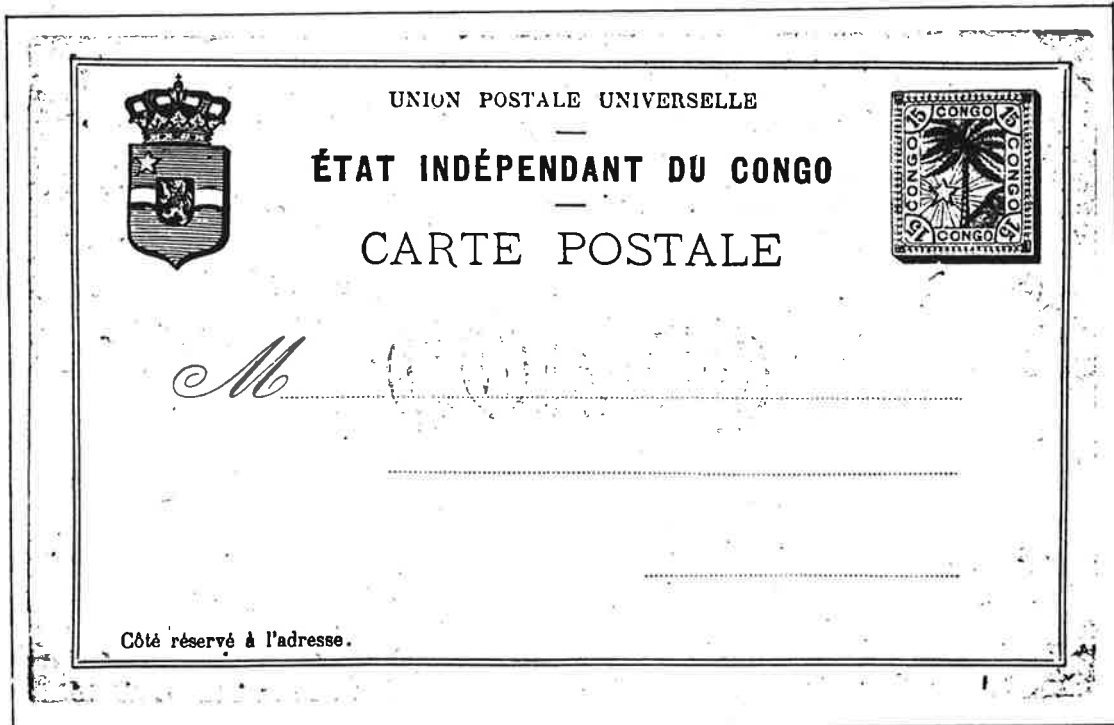 UNION POSTALE UNIVERSELLE
ÉTAT INDÉPENDANT DU CONGO
CARTE POSTALE
15 CONGO 15
CONGO CONGO
15 CONGO 15
M
Côté réservé à l'adresse.